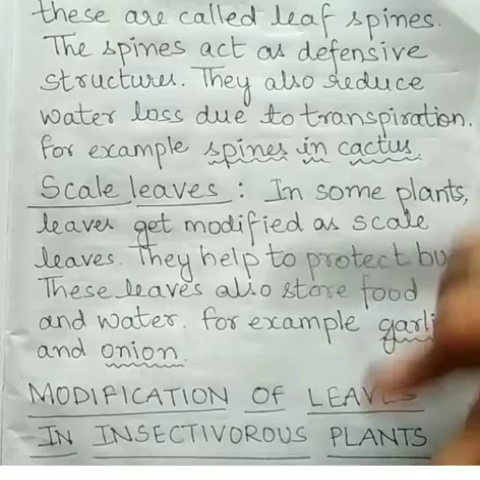 these are called leaf spines.
The spines act as defensive
structures. They also reduce
water loss due to transpiration.
for example spines in cactus.
Scale leaves : In some plants,
leaves get modified as scale
leaves. They help to protect
These leaves also store food
and water. for example
and onion.
MODIFICATION OF LEAVES
IN INSECTIVOROUS PLANTS